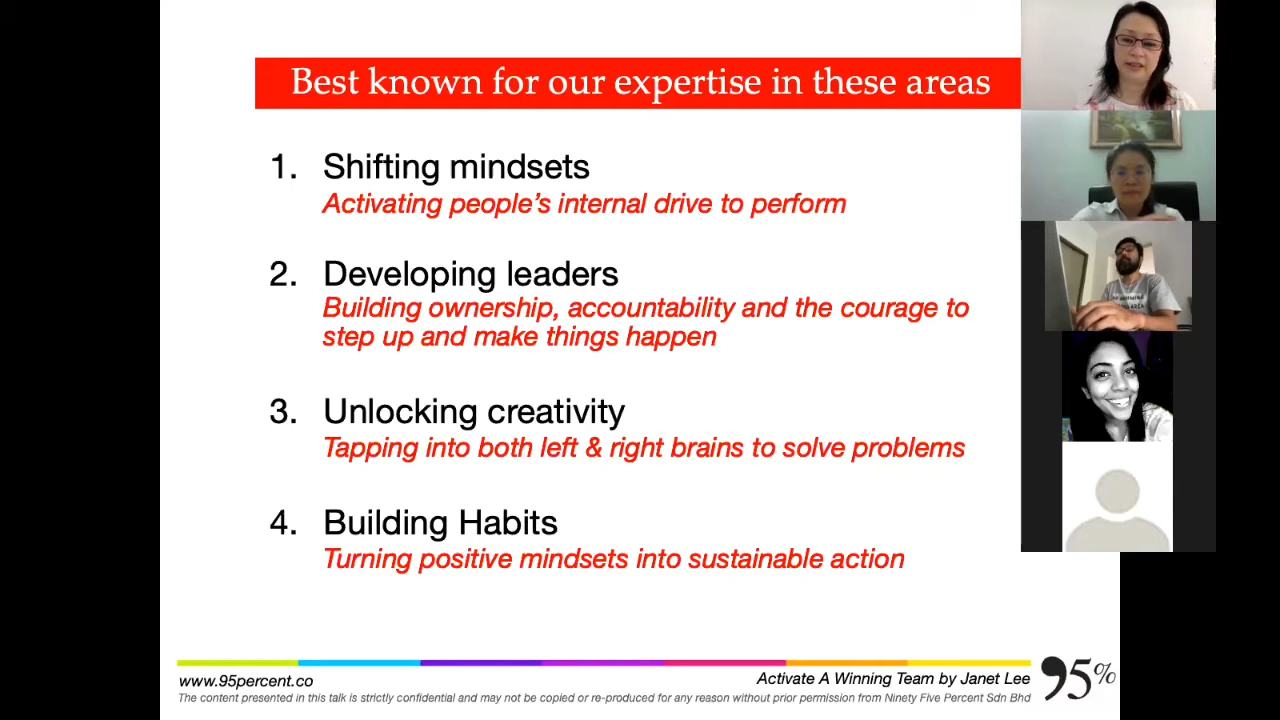 Best known for our expertise in these areas
1. Shifting mindsets
Activating people’s internal drive to perform
2. Developing leaders
Building ownership, accountability and the courage to
step up and make things happen
3. Unlocking creativity
Tapping into both left & right brains to solve problems
4. Building Habits
Turning positive mindsets into sustainable action
www.95percent.co
Activate A Winning Team by Janet Lee
The content presented in this talk is strictly confidential and may not be copied or re-produced for any reason without prior permission from Ninety Five Percent Sdn Bhd
95%